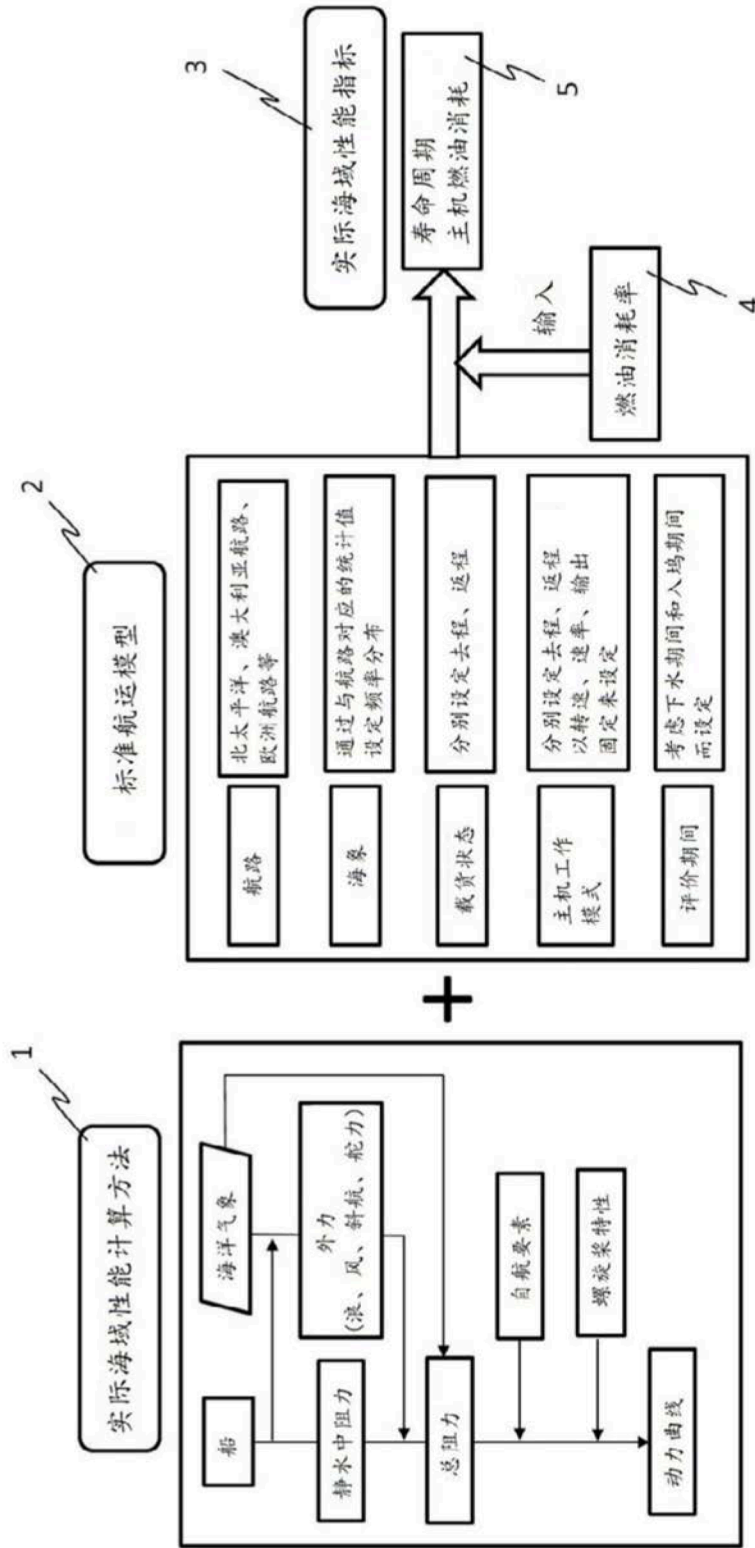 1
实际海域性能计算方法
船
海洋气象
静水中阻力
外力
(浪、风、斜航、舵力)
总阻力
自航要素
螺旋桨特性
动力曲线
+
2
标准航运模型
航路
北太平洋、澳大利亚航路、
欧洲航路等
海象
通过与航路对应的统计值
设定频率分布
载货状态
分别设定去程、返程
主机工作
模式
分别设定去程、返程
以转速、速率、输出
固定来设定
评价期间
考虑下水期间和入坞期间
而设定
3
实际海域性能指标
寿命周期
主机燃油消耗
5
输入
燃油消耗率
4